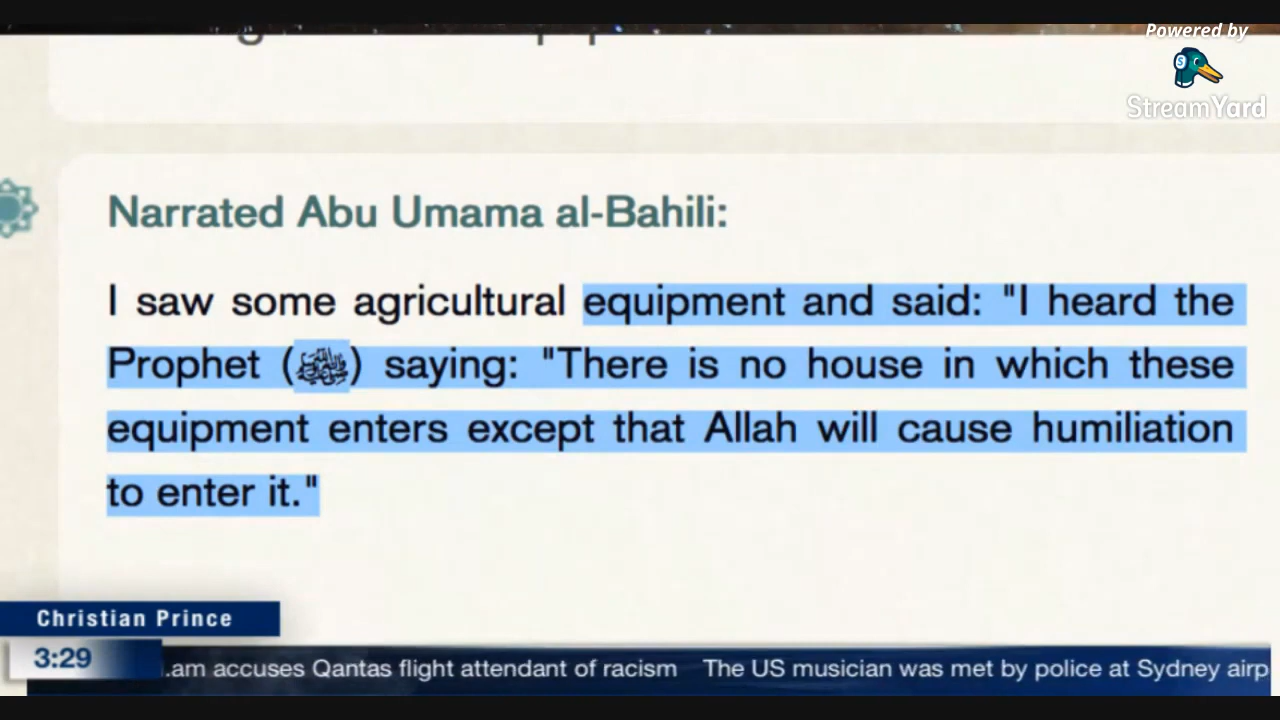 Powered by
StreamYard
Narrated Abu Umama al-Bahili:
I saw some agricultural equipment and said: "I heard the
Prophet (ﷺ) saying: "There is no house in which these
equipment enters except that Allah will cause humiliation
to enter it."
Christian Prince
3:29
.am accuses Qantas flight attendant of racism The US musician was met by police at Sydney airp